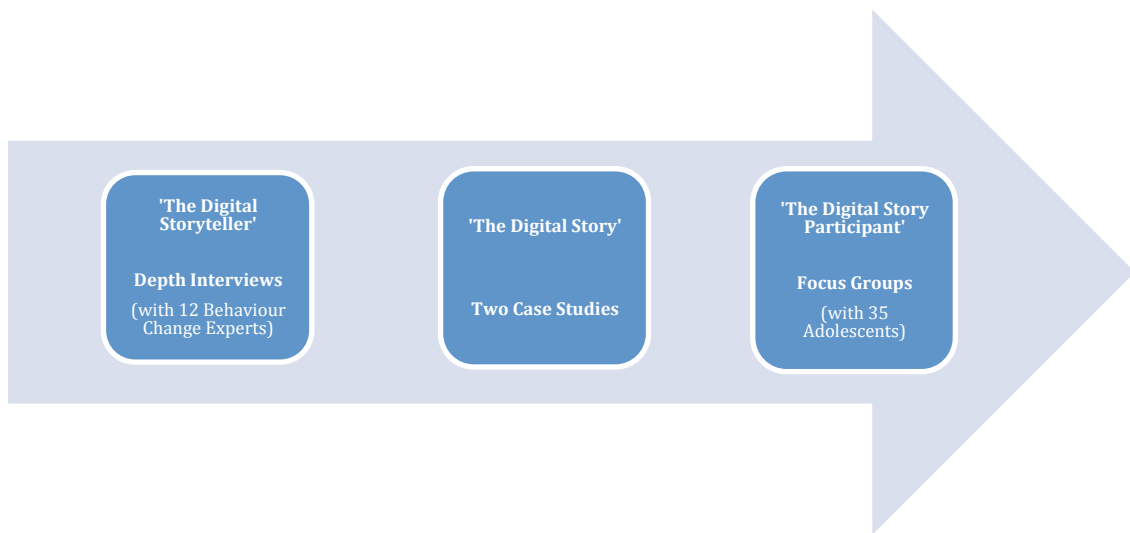 'The Digital
Storyteller'
Depth Interviews
(with 12 Behaviour
Change Experts)
'The Digital Story'
Two Case Studies
'The Digital Story
Participant'
Focus Groups
(with 35
Adolescents)